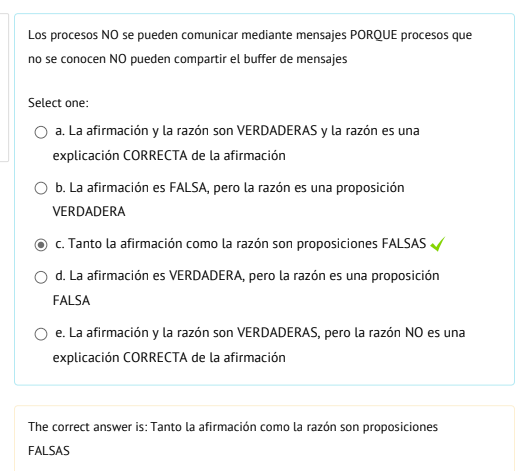 Los procesos NO se pueden comunicar mediante mensajes PORQUE procesos que
no se conocen NO pueden compartir el buffer de mensajes
Select one:
a. La afirmación y la razón son VERDADERAS y la razón es una
explicación CORRECTA de la afirmación
b. La afirmación es FALSA, pero la razón es una proposición
VERDADERA
c. Tanto la afirmación como la razón son proposiciones FALSAS
d. La afirmación es VERDADERA, pero la razón es una proposición
FALSA
e. La afirmación y la razón son VERDADERAS, pero la razón NO es una
explicación CORRECTA de la afirmación
The correct answer is: Tanto la afirmación como la razón son proposiciones
FALSAS